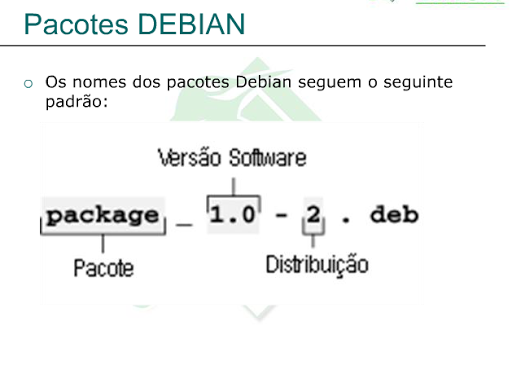 Pacotes DEBIAN
Os nomes dos pacotes Debian seguem o seguinte
padrão:
Versão Software
package _ 1.0 - 2 . deb
Pacote
Distribuição